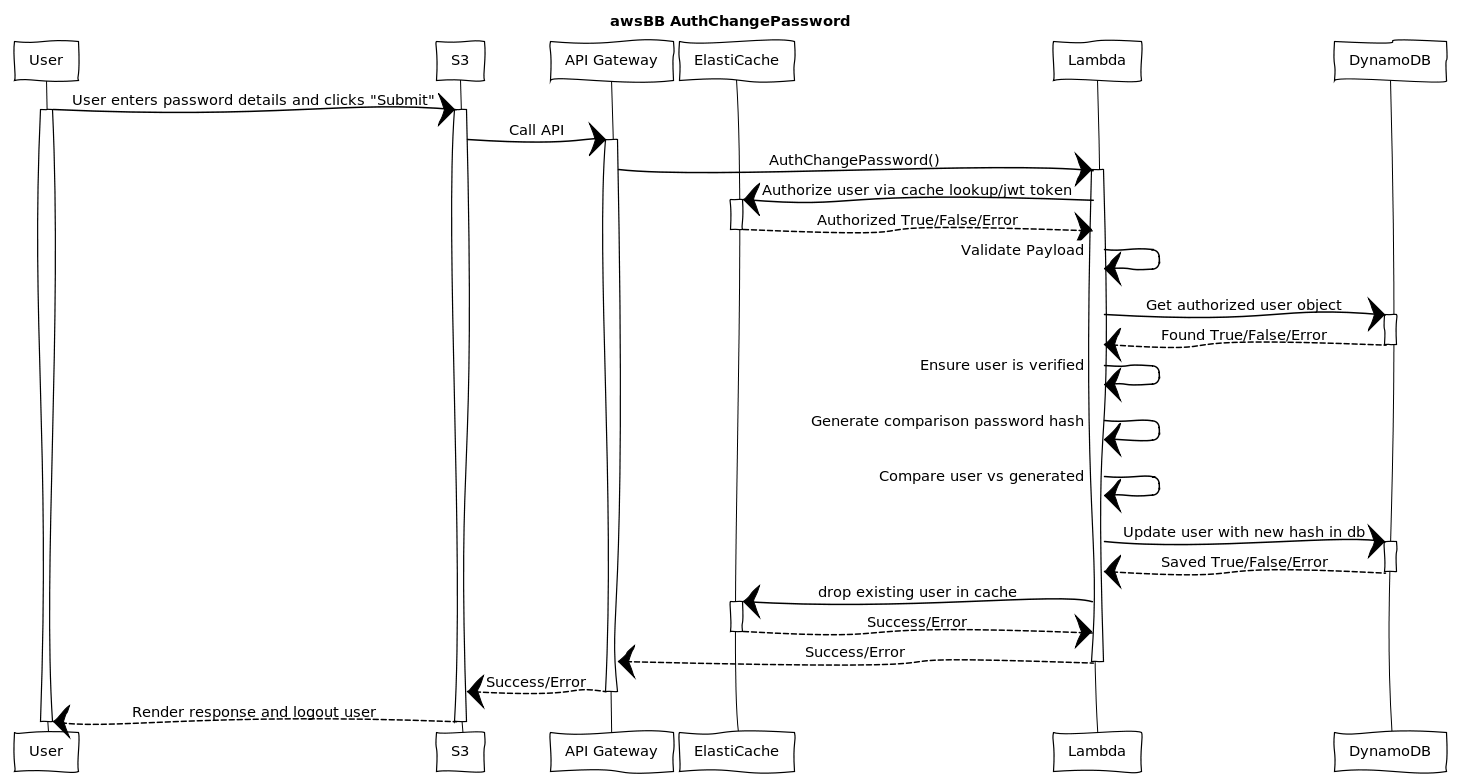 awsBB AuthChangePassword
User
S3
API Gateway
ElastiCache
Lambda
DynamoDB
User enters password details and clicks "Submit"
Call API
AuthChangePassword()
Authorize user via cache lookup/jwt token
Authorized True/False/Error
Validate Payload
Get authorized user object
Found True/False/Error
Ensure user is verified
Generate comparison password hash
Compare user vs generated
Update user with new hash in db
Saved True/False/Error
drop existing user in cache
Success/Error
Success/Error
Success/Error
Render response and logout user
User
S3
API Gateway
ElastiCache
Lambda
DynamoDB